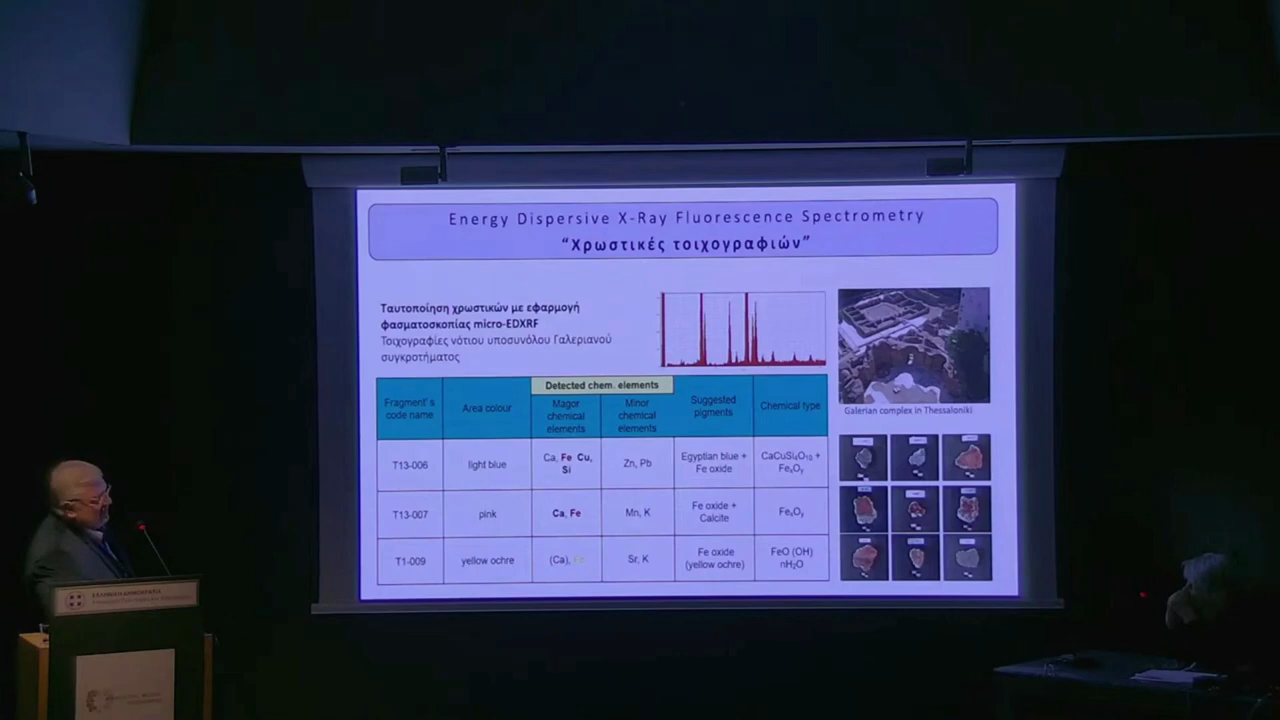 Energy Dispersive X-Ray Fluorescence Spectrometry
“Χρωστικές τοιχογραφιών”
Ταυτοποίηση χρωστικών με εφαρμογή
φασματοσκοπίας micro-EDXRF
Τοιχογραφίες νότιου υποσυνόλου Γαλεριανού
συγκροτήματος
Fragment' s
code name
Area colour
Detected chem. elements
Magor
chemical
elements
Minor
chemical
elements
Suggested
pigments
Chemical type
T13-006
light blue
Ca, Fe Cu,
Si
Zn, Pb
Egyptian blue +
Fe oxide
CaCuSi₄O₁₀ +
FeₓOᵧ
T13-007
pink
Ca, Fe
Mn, K
Fe oxide +
Calcite
FeₓOᵧ
T1-009
yellow ochre
(Ca), Fe
Sr, K
Fe oxide
(yellow ochre)
FeO (OH)
nH₂O
Galerian complex in Thessaloniki
ΕΛΛΗΝΙΚΗ ΔΗΜΟΚΡΑΤΙΑ